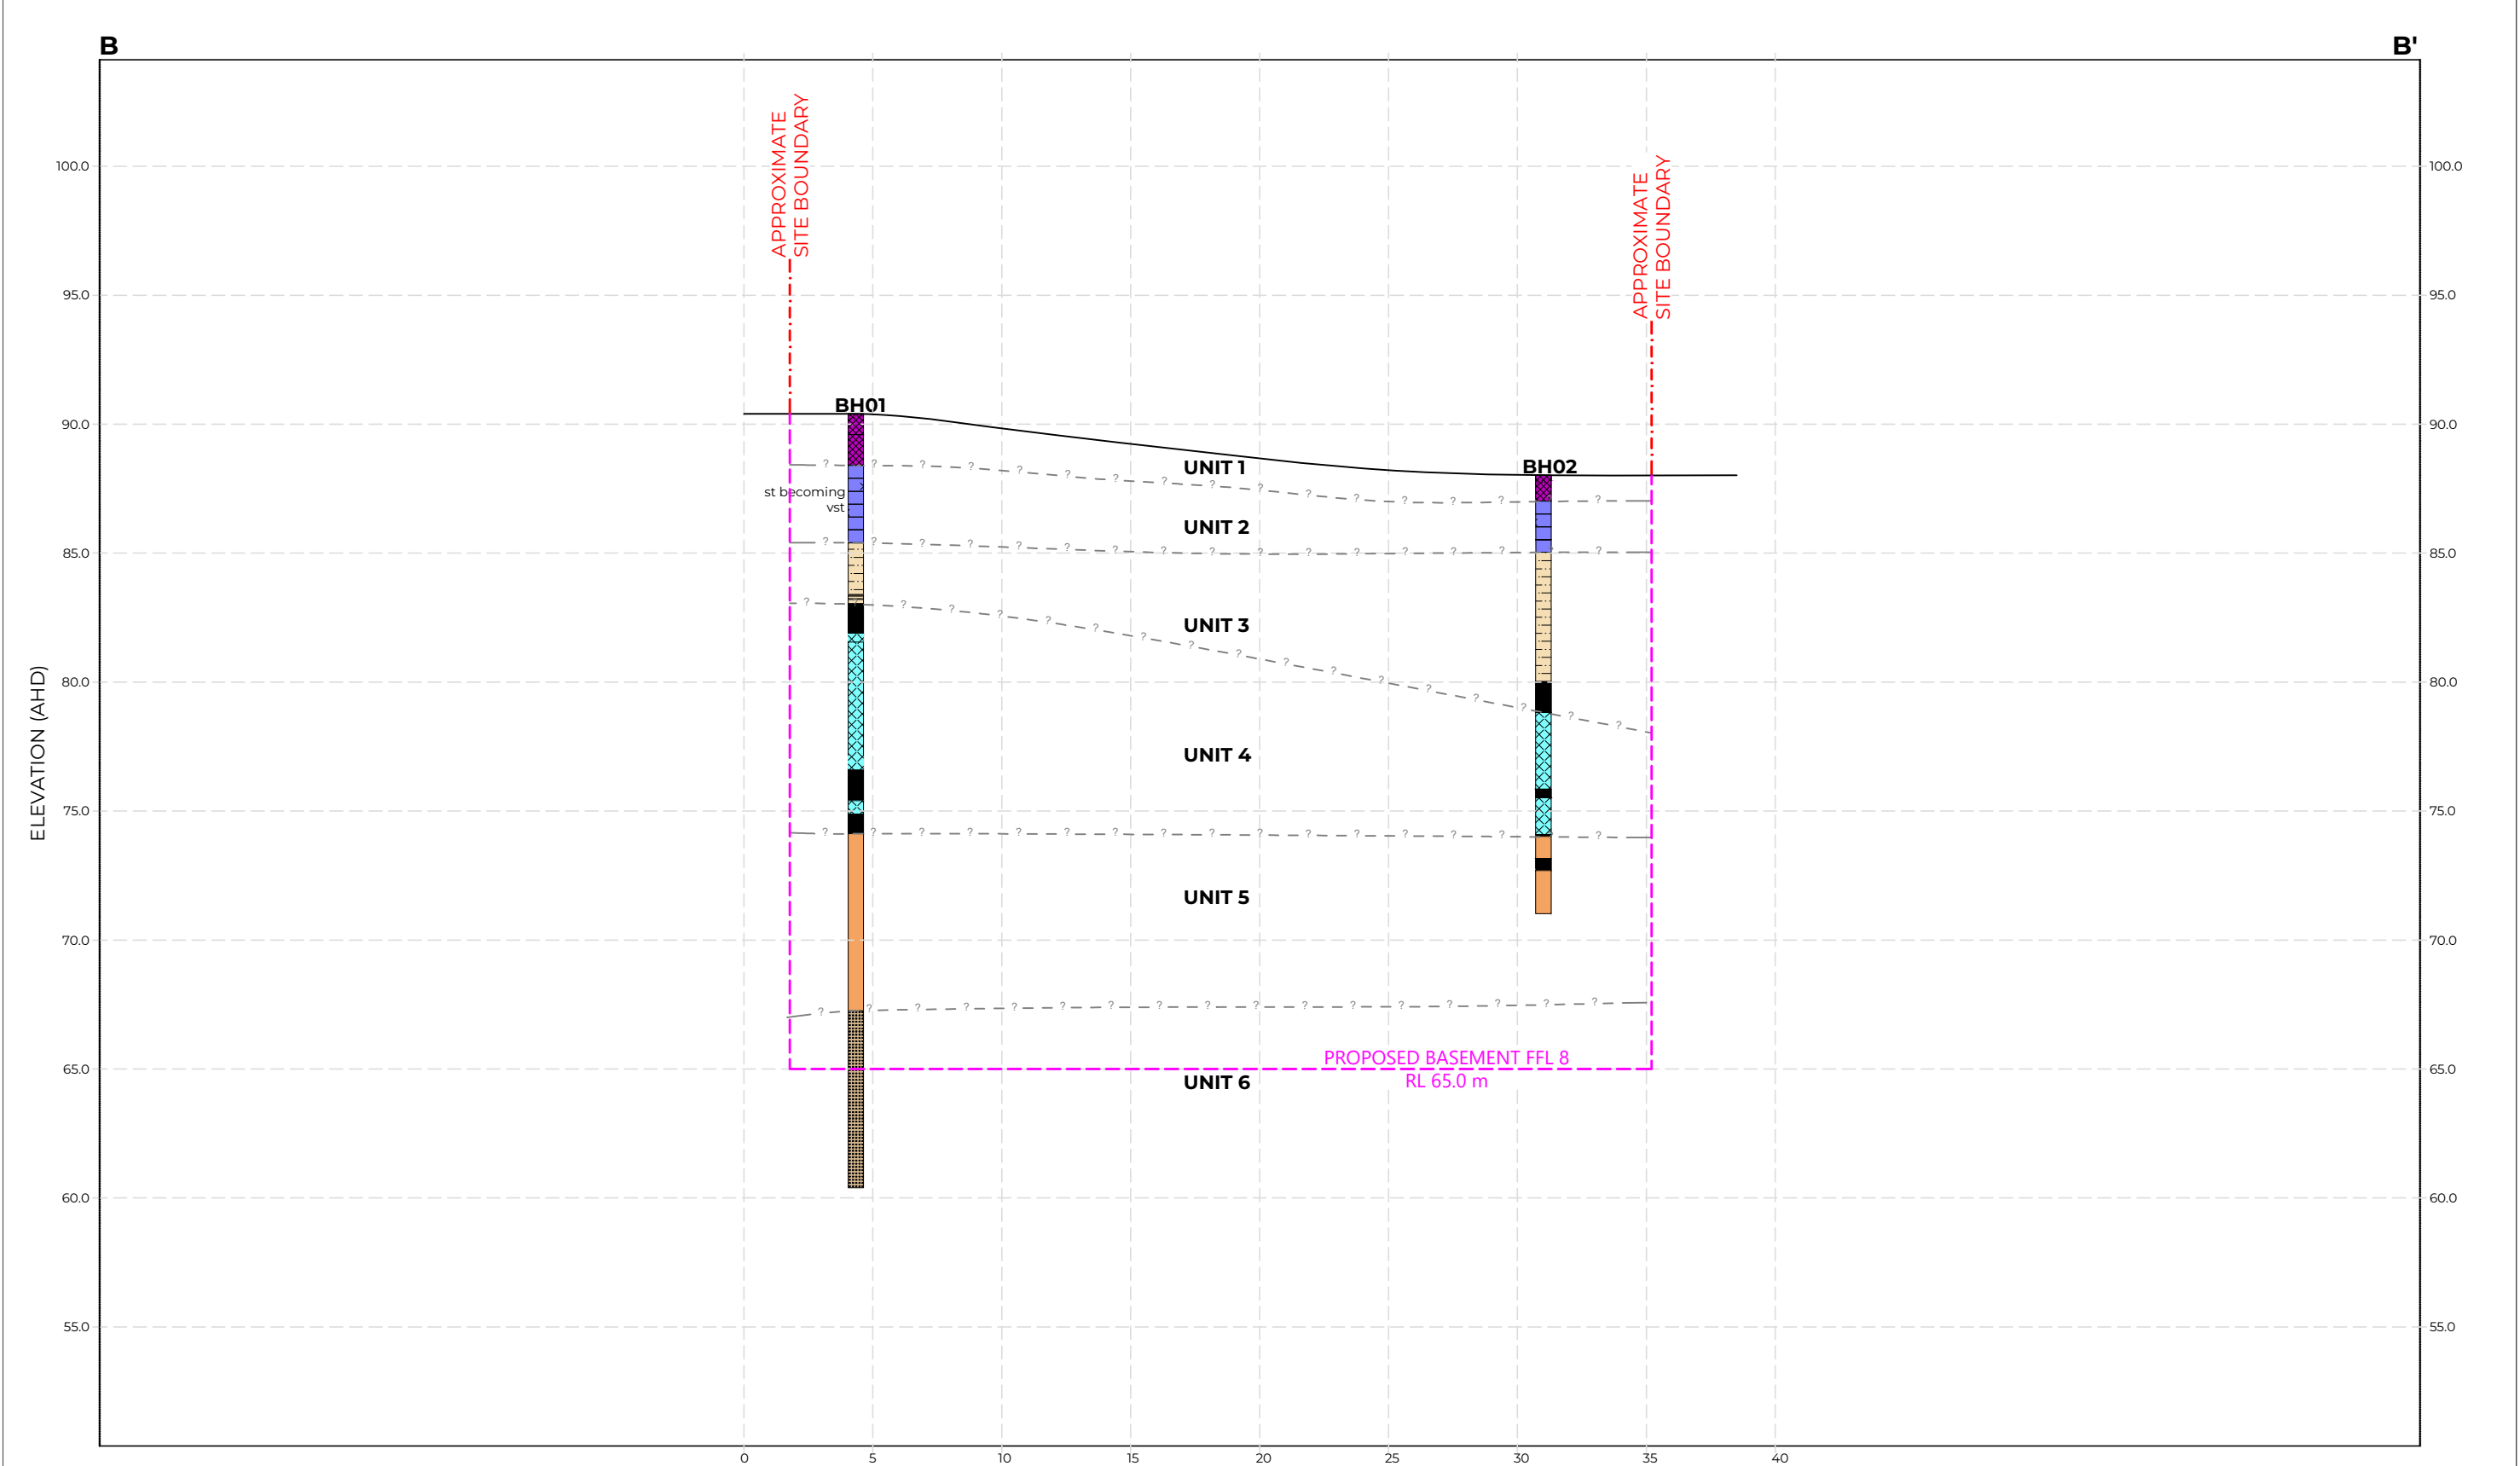 B
B'
APPROXIMATE
SITE BOUNDARY
APPROXIMATE
SITE BOUNDARY
100.0
100.0
95.0
95.0
BH01
90.0
90.0
UNIT 1
BH02
st becoming
vst
UNIT 2
85.0
85.0
UNIT 3
80.0
80.0
ELEVATION (AHD)
UNIT 4
75.0
75.0
UNIT 5
70.0
70.0
PROPOSED BASEMENT FFL 8
65.0
65.0
RL 65.0 m
UNIT 6
60.0
60.0
55.0
55.0
0 5 10 15 20 25 30 35 40